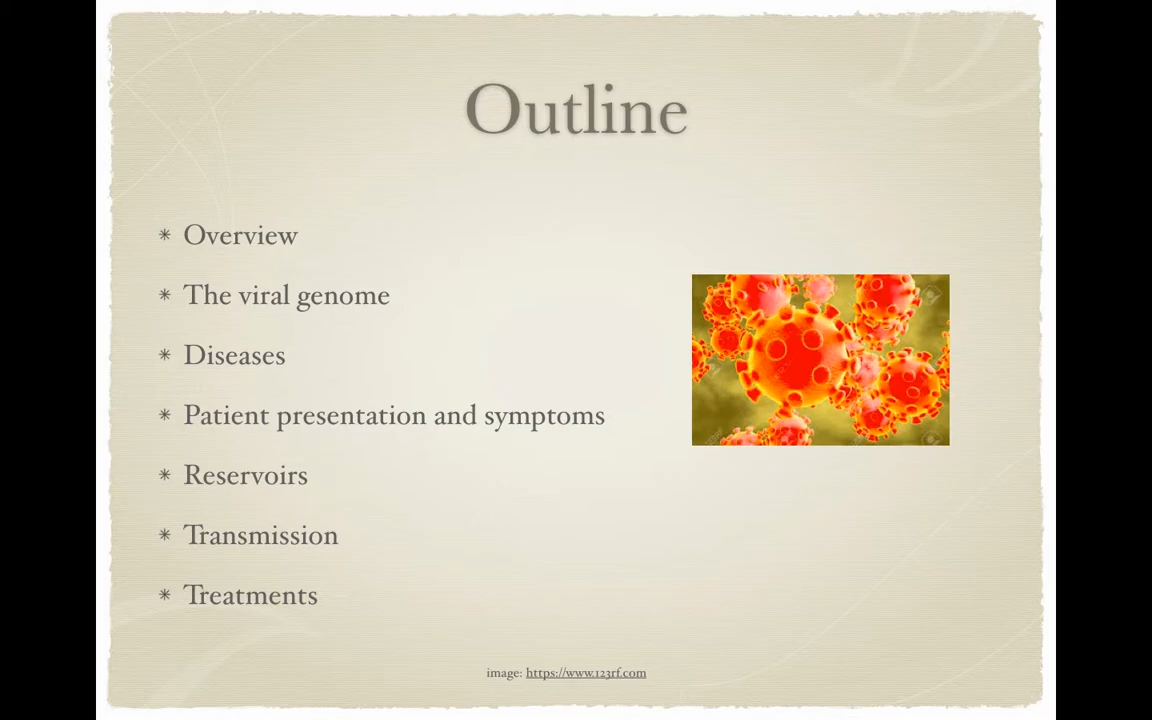 Outline
* Overview
* The viral genome
* Diseases
* Patient presentation and symptoms
* Reservoirs
* Transmission
* Treatments
image: https://www.123rf.com